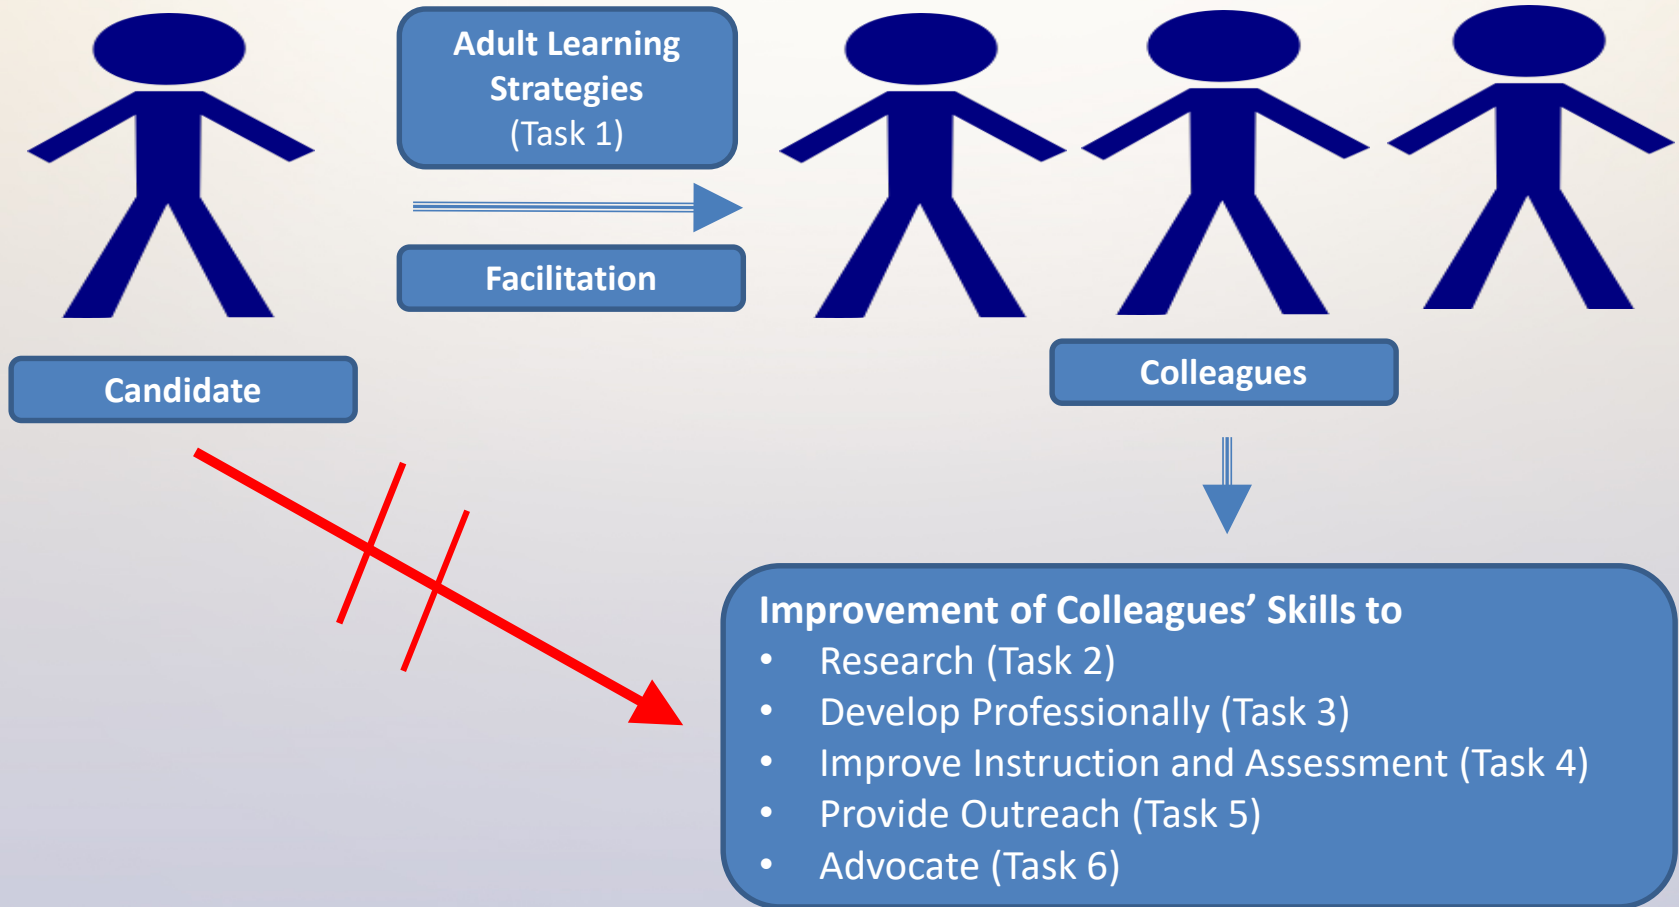 Adult Learning
Strategies
(Task 1)
Facilitation
Candidate
Colleagues
Improvement of Colleagues’ Skills to
• Research (Task 2)
• Develop Professionally (Task 3)
• Improve Instruction and Assessment (Task 4)
• Provide Outreach (Task 5)
• Advocate (Task 6)